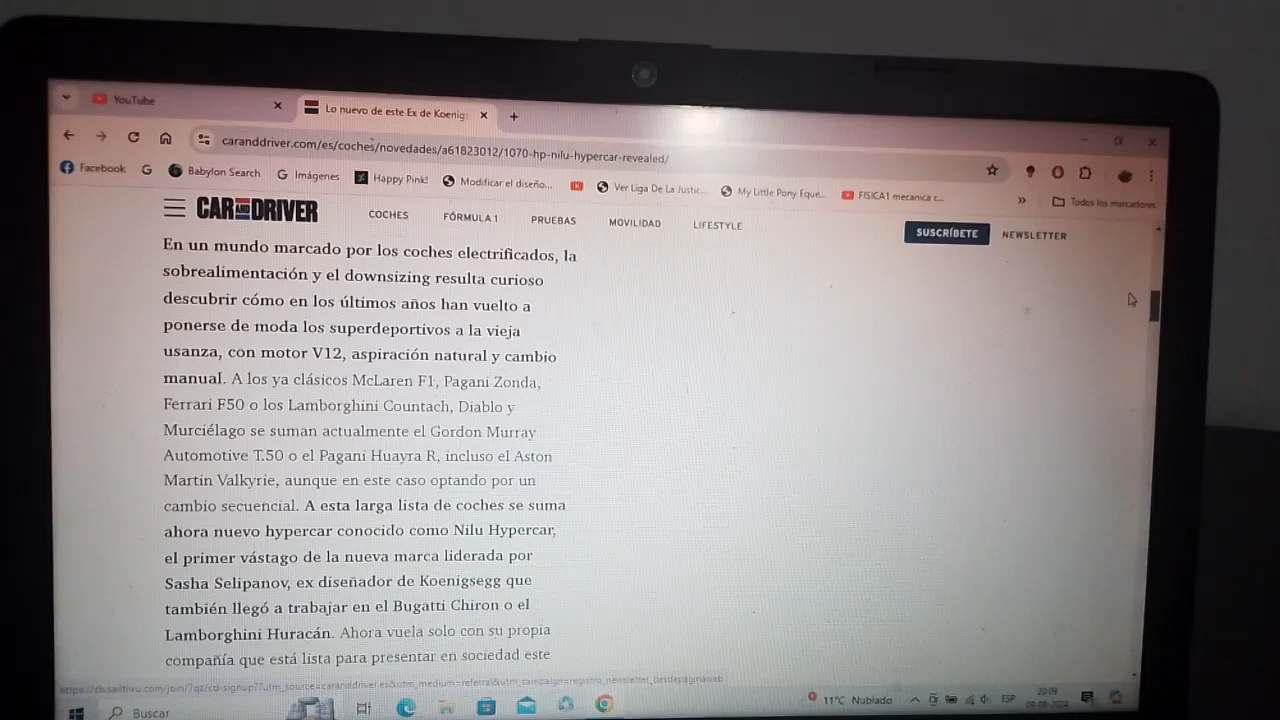 YouTube
Lo nuevo de este Ex de Koenigs
caranddriver.com/es/coches/novedades/a61823012/1070-hp-nilu-hypercar-revealed/
Facebook Babylon Search Imágenes Happy Pink! Modificar el diseño... Ver Liga De La Justic... My Little Pony Eque... FISICA1 mecanica c... » Todos los marcadores
CAR AND DRIVER COCHES FÓRMULA 1 PRUEBAS MOVILIDAD LIFESTYLE SUSCRÍBETE NEWSLETTER
En un mundo marcado por los coches electrificados, la
sobrealimentación y el downsizing resulta curioso
descubrir cómo en los últimos años han vuelto a
ponerse de moda los superdeportivos a la vieja
usanza, con motor V12, aspiración natural y cambio
manual. A los ya clásicos McLaren F1, Pagani Zonda,
Ferrari F50 o los Lamborghini Countach, Diablo y
Murciélago se suman actualmente el Gordon Murray
Automotive T.50 o el Pagani Huayra R, incluso el Aston
Martin Valkyrie, aunque en este caso optando por un
cambio secuencial. A esta larga lista de coches se suma
ahora nuevo hypercar conocido como Nilu Hypercar,
el primer vástago de la nueva marca liderada por
Sasha Selipanov, ex diseñador de Koenigsegg que
también llegó a trabajar en el Bugatti Chiron o el
Lamborghini Huracán. Ahora vuela solo con su propia
compañía que está lista para presentar en sociedad este
Buscar 11°C Nublado ESP 20:09
09-08-2024